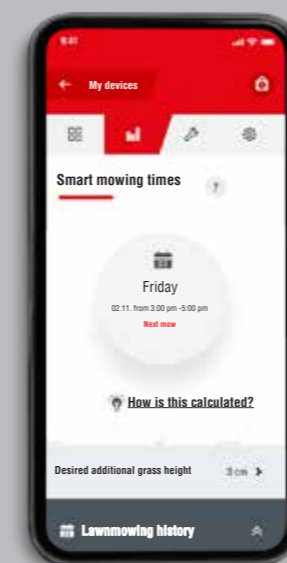 9:41
My devices
Smart mowing times
?
Friday
02.11. from 3:00 pm -5:00 pm
Next mow
How is this calculated?
Desired additional grass height 3 cm
Lawnmowing history